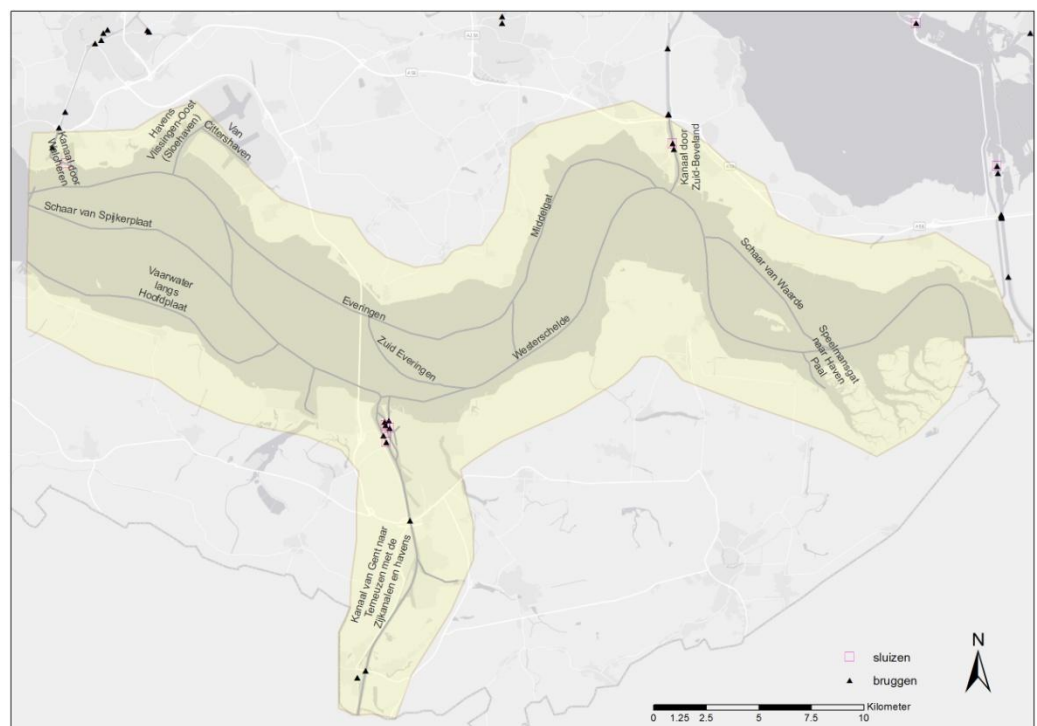 Havens
Vlissingen-Oost
(Sloehaven)
Van
Cittershaven
Kanaal door
Walcheren
Kanaal door
Zuid-Beveland
Schaar van Spijkerplaat
Middelgat
Vaarwater
langs
Hoofdplaat
Schaar van Waarde
Everingen
Zuid Everingen
Westerschelde
Speelmansgat
naar Haven
Paal
Kanaal van Gent naar
Terneuzen met de
Zijkanalen en havens
N
sluizen
bruggen
Kilometer
0 1.25 2.5 5 7.5 10